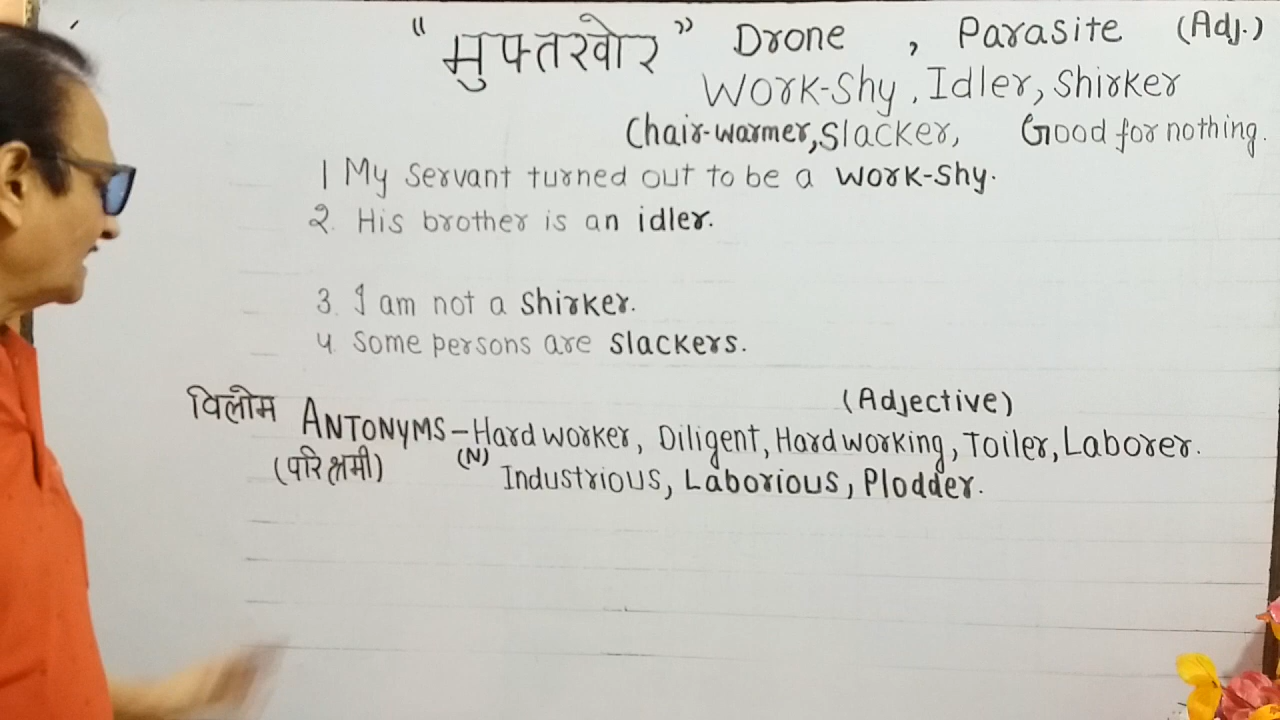 "मुफ्तखोर" Drone , Parasite (Adj.)
Work-Shy, Idler, Shirker
Chair-warmer, Slacker, Good for nothing.
1 My Servant turned out to be a work-shy.
2. His brother is an idler.
3. I am not a Shirker.
4. Some persons are slackers.
(Adjective)
विलोम ANTONYMS - Hard worker, Diligent, Hard working, Toiler, Laborer.
(परिश्रमी) (N) Industrious, Laborious, Plodder.